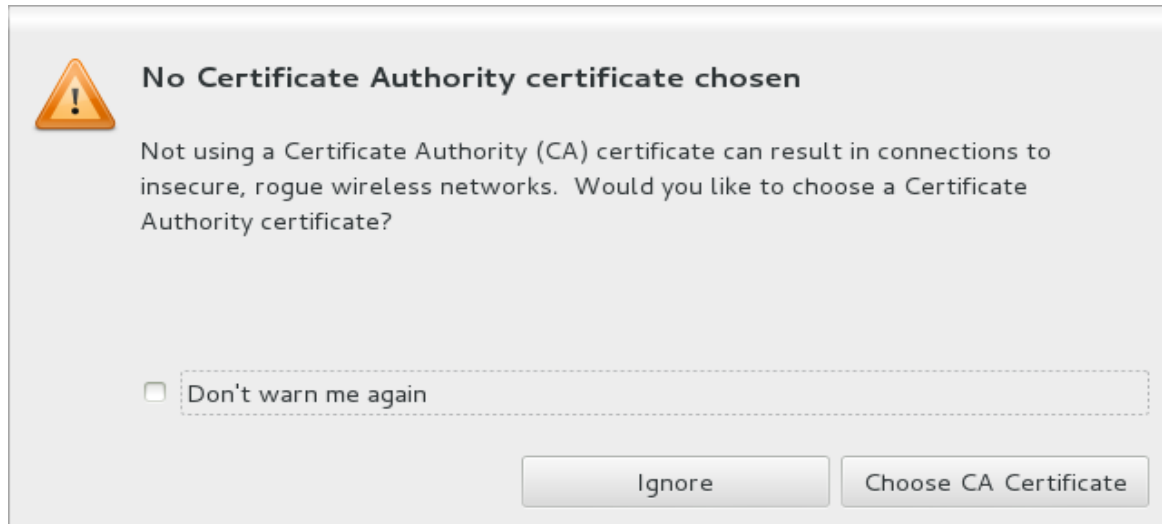 No Certificate Authority certificate chosen
Not using a Certificate Authority (CA) certificate can result in connections to
insecure, rogue wireless networks.  Would you like to choose a Certificate
Authority certificate?
Don't warn me again
Ignore
Choose CA Certificate